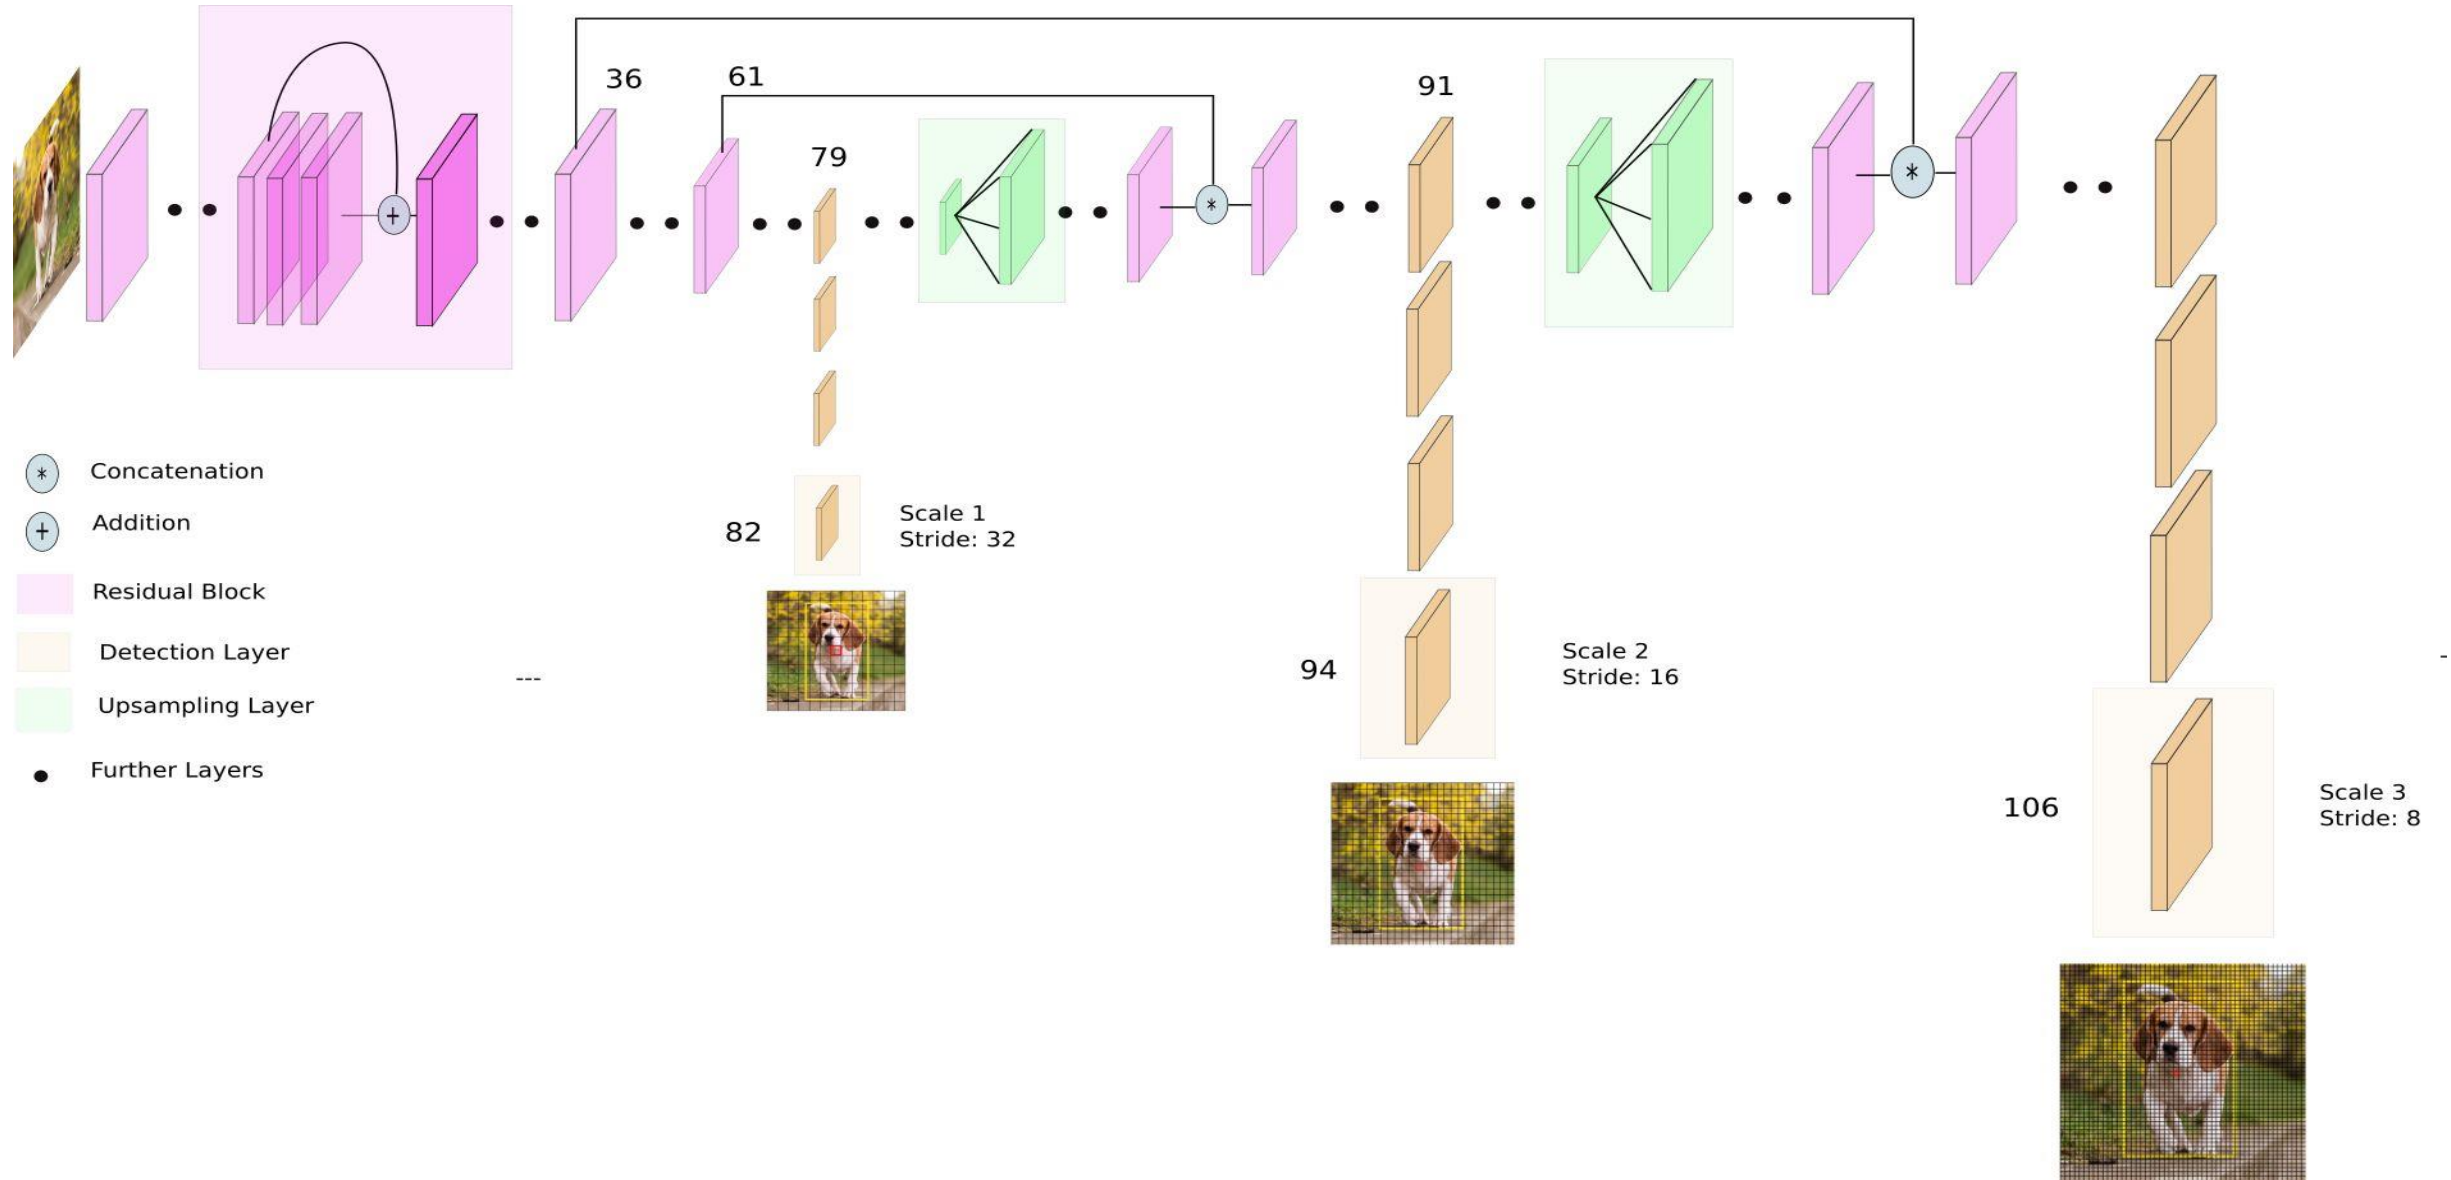 36
61
91
79
*
*
+
*
Concatenation
+
Addition
82
Scale 1
Stride: 32
Residual Block
Detection Layer
Upsampling Layer
Further Layers
---
94
Scale 2
Stride: 16
106
Scale 3
Stride: 8